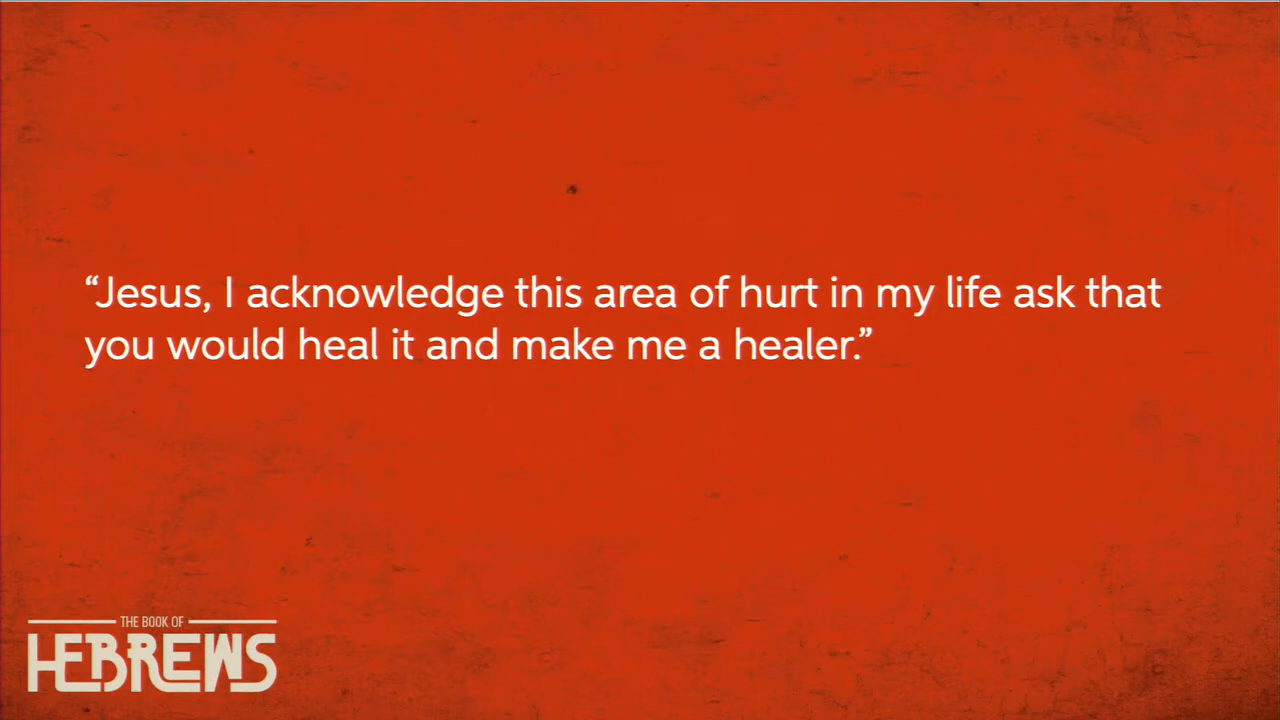 “Jesus, I acknowledge this area of hurt in my life ask that
you would heal it and make me a healer.”
THE BOOK OF
HEBREWS